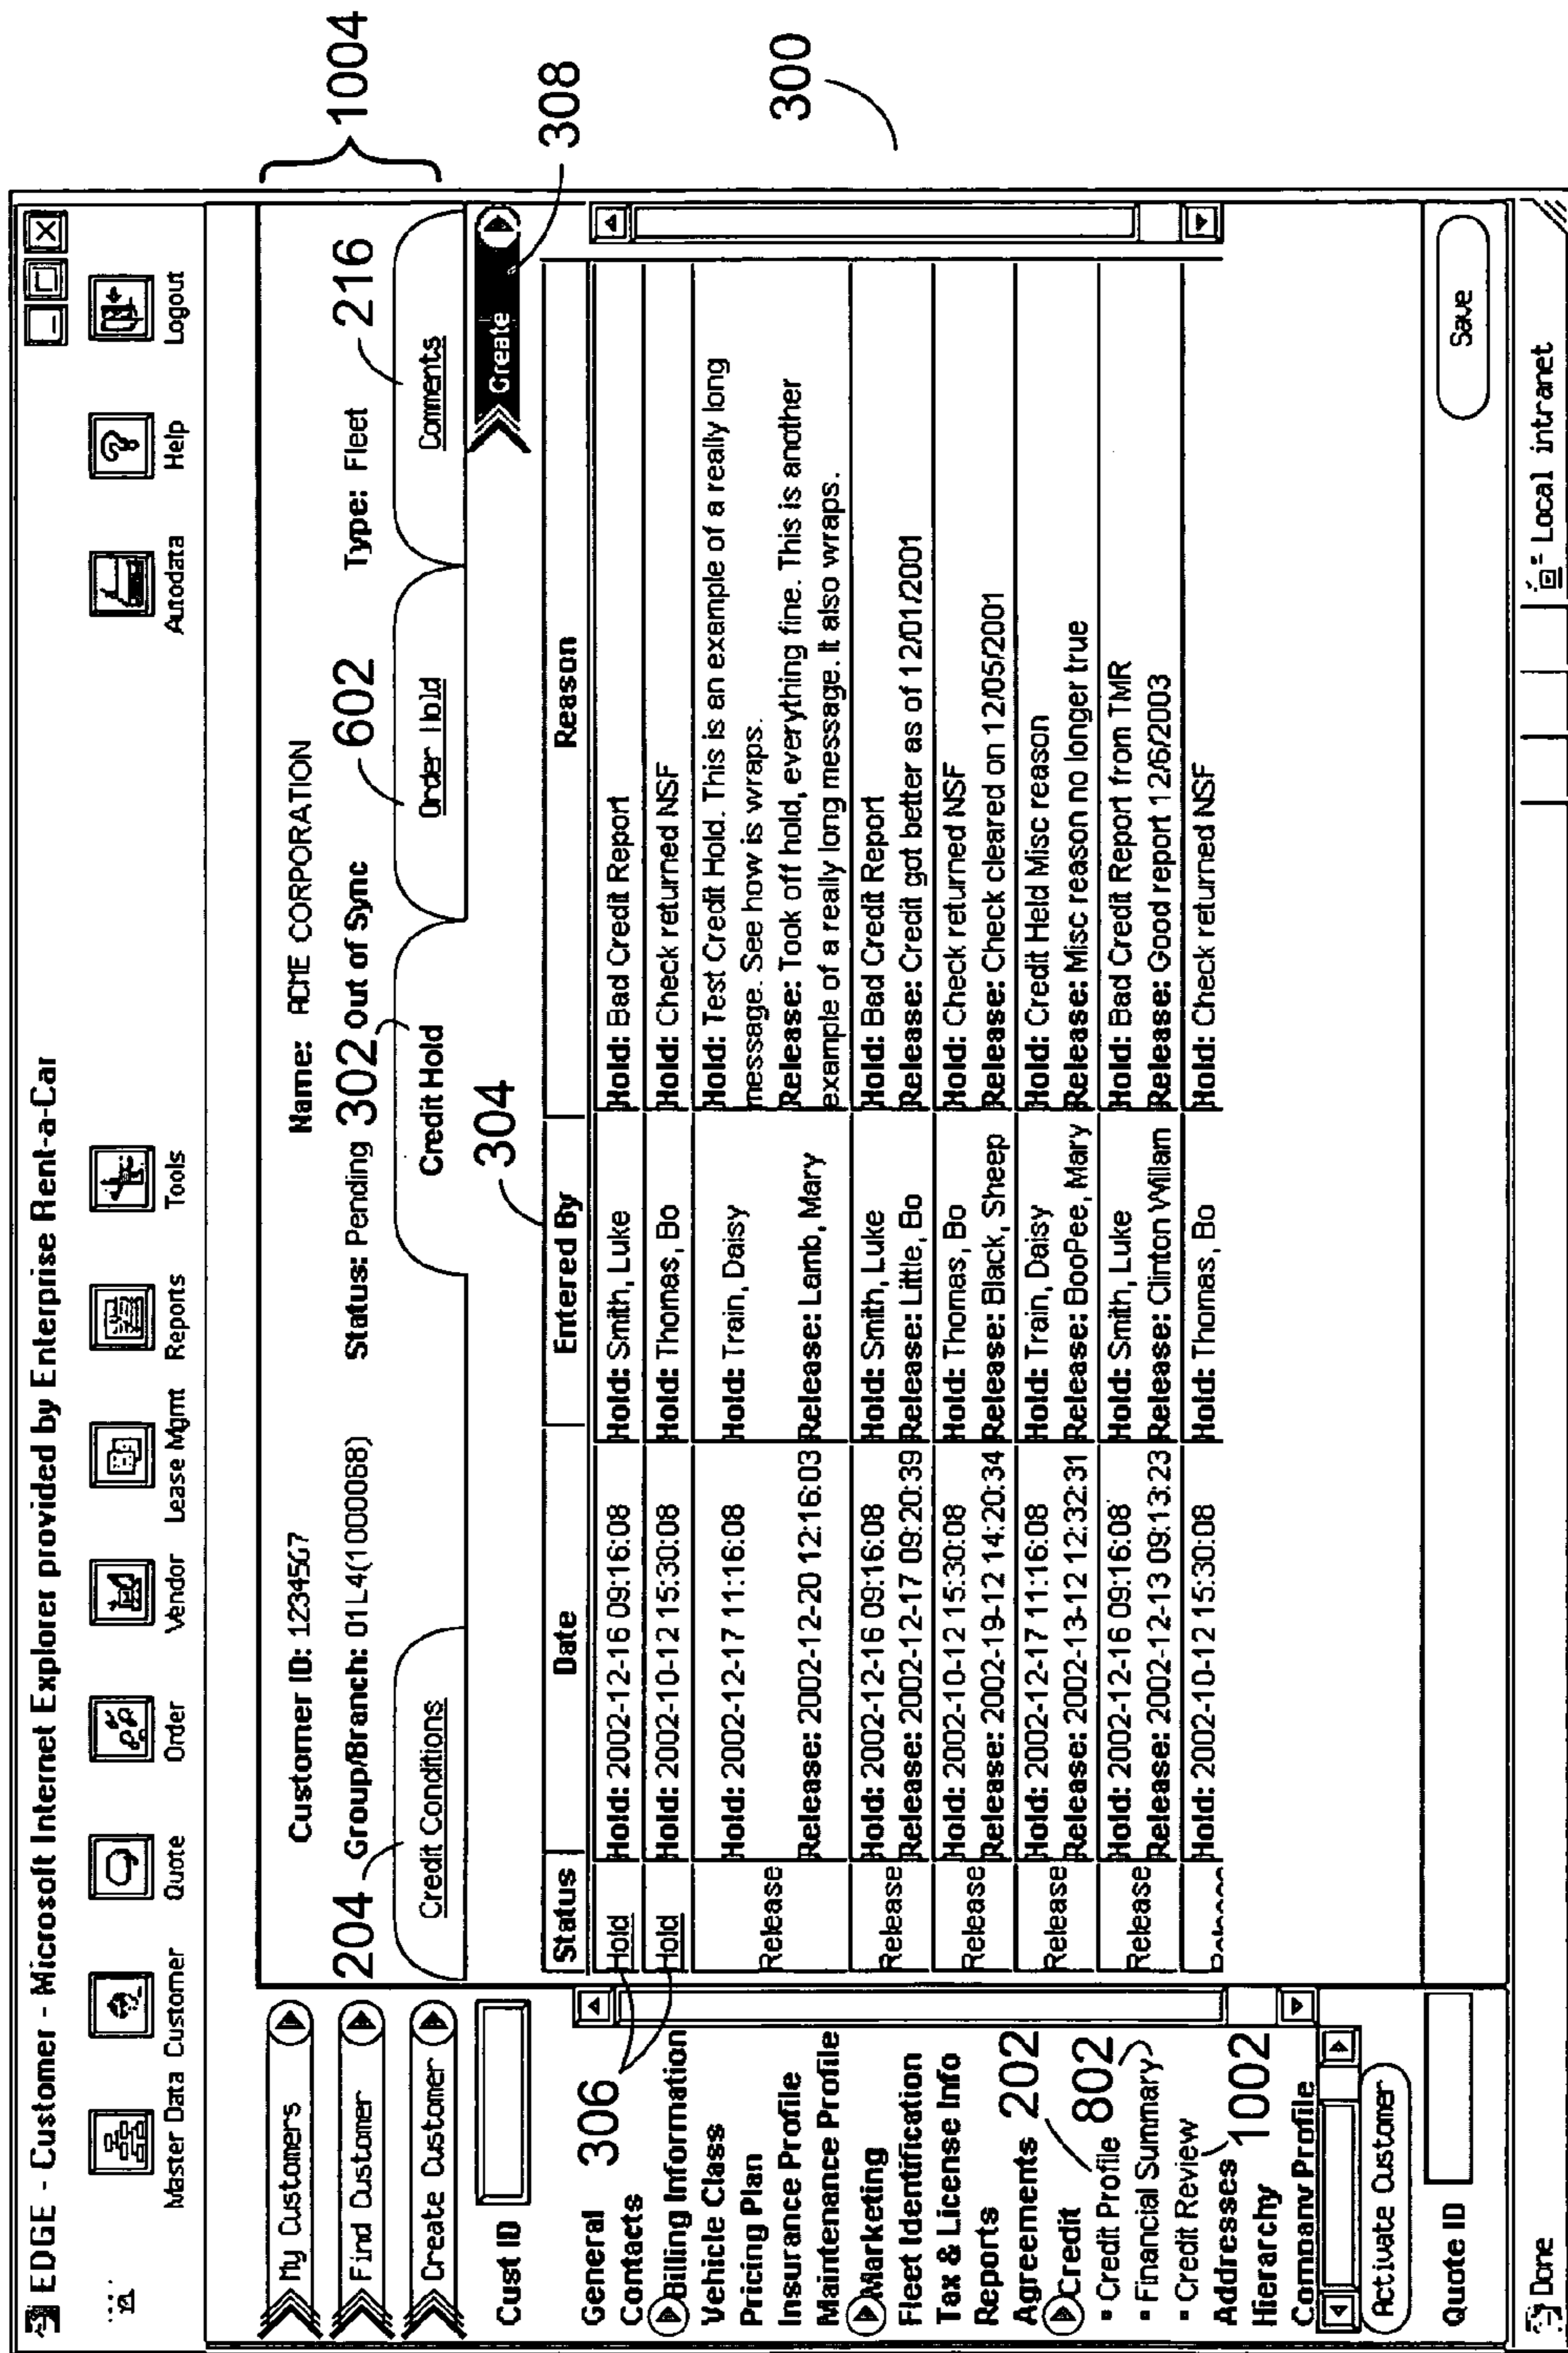 EDGE - Customer - Microsoft Internet Explorer provided by Enterprise Rent-a-Car
Master Data
Customer
Quote
Order
Vendor
Lease Mgmt
Reports
Tools
Autodata
Help
Logout
My Customers
Find Customer
Create Customer
Cust ID
General
Contacts
Billing Information
Vehicle Class
Pricing Plan
Insurance Profile
Maintenance Profile
Marketing
Fleet Identification
Tax & License Info
Reports
Agreements
Credit
Credit Profile
Financial Summary
Credit Review
Addresses
Hierarchy
Company Profile
Activate Customer
Quote ID
306
202
802
1002
Customer ID: 1234567
Name: ACME CORPORATION
204
Group/Branch: 01L4(1000068)
Status: Pending
302
out of Sync
602
Type: Fleet
216
1004
Credit Conditions
Credit Hold
Order Hold
Comments
304
Create
308
300
Status Date Entered By Reason
Hold Hold: 2002-12-16 09:16:08 Hold: Smith, Luke Hold: Bad Credit Report
Hold Hold: 2002-10-12 15:30:08 Hold: Thomas, Bo Hold: Check returned NSF
Release Hold: 2002-12-17 11:16:08 Hold: Train, Daisy Hold: Test Credit Hold. This is an example of a really long
message. See how is wraps.
Release: 2002-12-20 12:16:03 Release: Lamb, Mary Release: Took off hold, everything fine. This is another
example of a really long message. It also wraps.
Release Hold: 2002-12-16 09:16:08 Hold: Smith, Luke Hold: Bad Credit Report
Release: 2002-12-17 09:20:39 Release: Little, Bo Release: Credit got better as of 12/01/2001
Release Hold: 2002-10-12 15:30:08 Hold: Thomas, Bo Hold: Check returned NSF
Release: 2002-19-12 14:20:34 Release: Black, Sheep Release: Check cleared on 12/05/2001
Release Hold: 2002-12-17 11:16:08 Hold: Train, Daisy Hold: Credit Held Misc reason
Release: 2002-13-12 12:32:31 Release: BooPee, Mary Release: Misc reason no longer true
Release Hold: 2002-12-16 09:16:08 Hold: Smith, Luke Hold: Bad Credit Report from TMR
Release: 2002-12-13 09:13:23 Release: Clinton Willam Release: Good report 12/6/2003
Release Hold: 2002-10-12 15:30:08 Hold: Thomas, Bo Hold: Check returned NSF
Save
Done
Local intranet